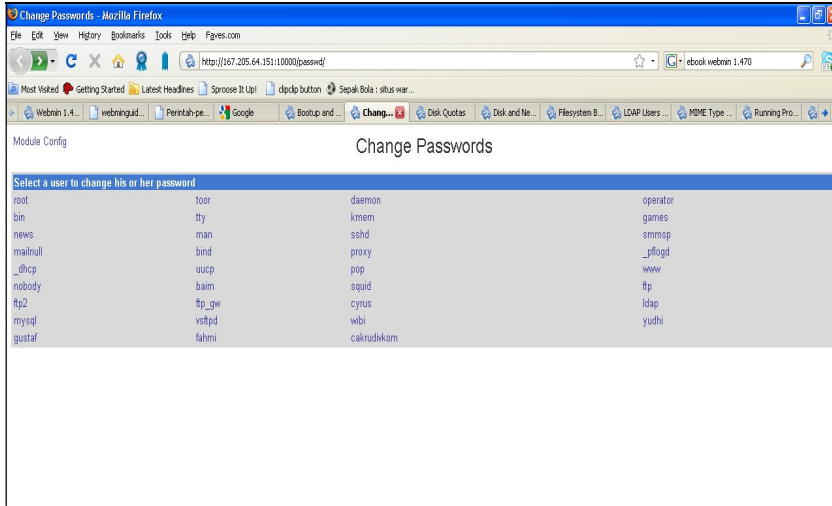 Change Passwords - Mozilla Firefox
File Edit View History Bookmarks Tools Help Faves.com
http://167.205.64.151:10000/passwd/
ebook webmin 1.470
Most Visited Getting Started Latest Headlines Sproose It Up! dipclip button Sepak Bola : situs war...
Webmin 1.4... webminguid... Perintah-pe... Google Bootup and ... Chang... Disk Quotas Disk and Ne... Filesystem B... LDAP Users ... MIME Type ... Running Pro...
Module Config
Change Passwords
Select a user to change his or her password
root toor daemon operator
bin tty kmem games
news man sshd smmsp
mailnull bind proxy _pflogd
_dhcp uucp pop www
nobody baim squid ftp
ftp2 ftp_gw cyrus ldap
mysql vsftpd wibi yudhi
gustaf fahmi cakrudivkom